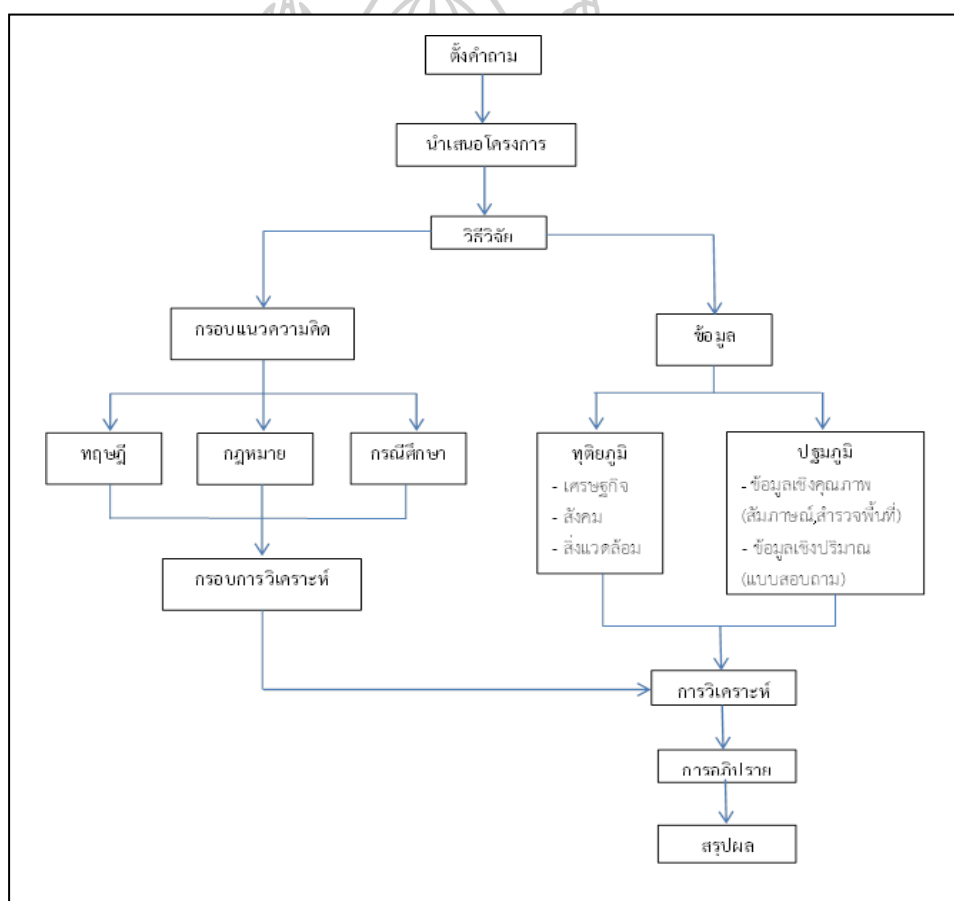 ตั้งคำถาม
นำเสนอโครงการ
วิธีวิจัย
กรอบแนวความคิด
ข้อมูล
ทฤษฎี
กฎหมาย
กรณีศึกษา
ทุติยภูมิ
- เศรษฐกิจ
- สังคม
- สิ่งแวดล้อม
ปฐมภูมิ
- ข้อมูลเชิงคุณภาพ
(สัมภาษณ์,สำรวจพื้นที่)
- ข้อมูลเชิงปริมาณ
(แบบสอบถาม)
กรอบการวิเคราะห์
การวิเคราะห์
การอภิปราย
สรุปผล